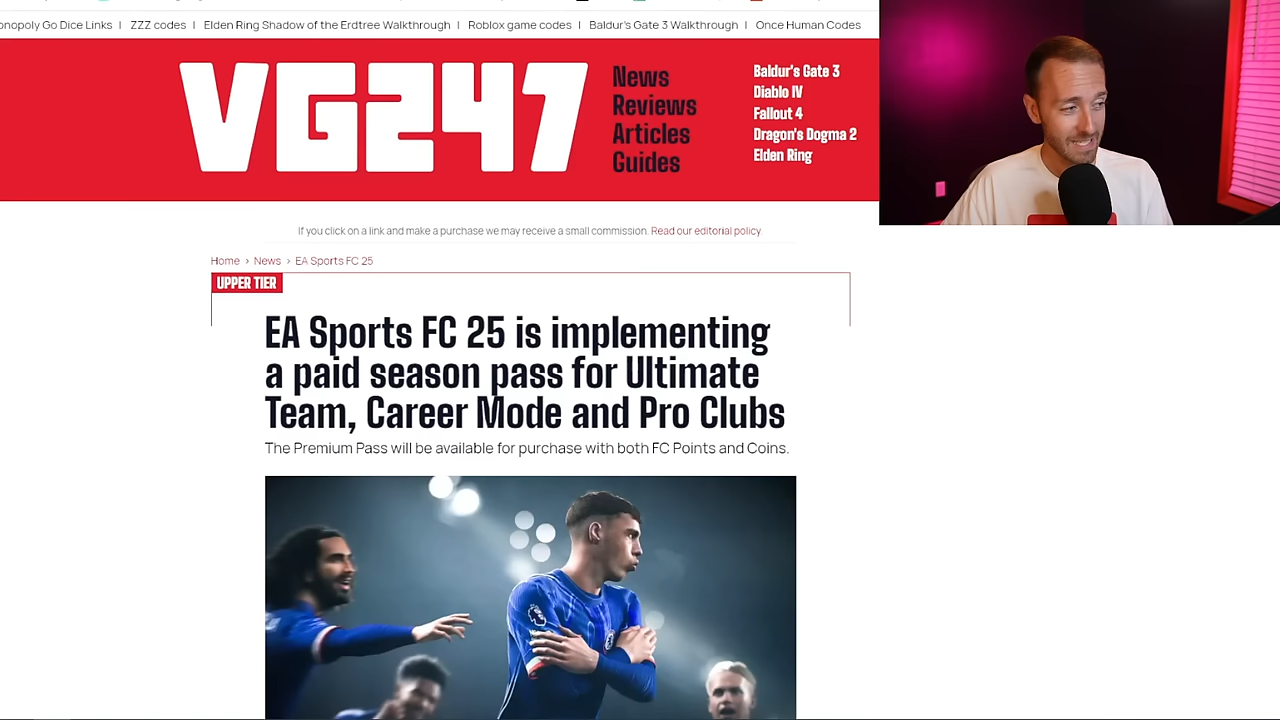 onopoly Go Dice Links | ZZZ codes | Elden Ring Shadow of the Erdtree Walkthrough | Roblox game codes | Baldur's Gate 3 Walkthrough | Once Human Codes
VG247
News
Reviews
Articles
Guides
Baldur's Gate 3
Diablo IV
Fallout 4
Dragon's Dogma 2
Elden Ring
If you click on a link and make a purchase we may receive a small commission. Read our editorial policy.
Home › News › EA Sports FC 25
UPPER TIER
EA Sports FC 25 is implementing
a paid season pass for Ultimate
Team, Career Mode and Pro Clubs
The Premium Pass will be available for purchase with both FC Points and Coins.